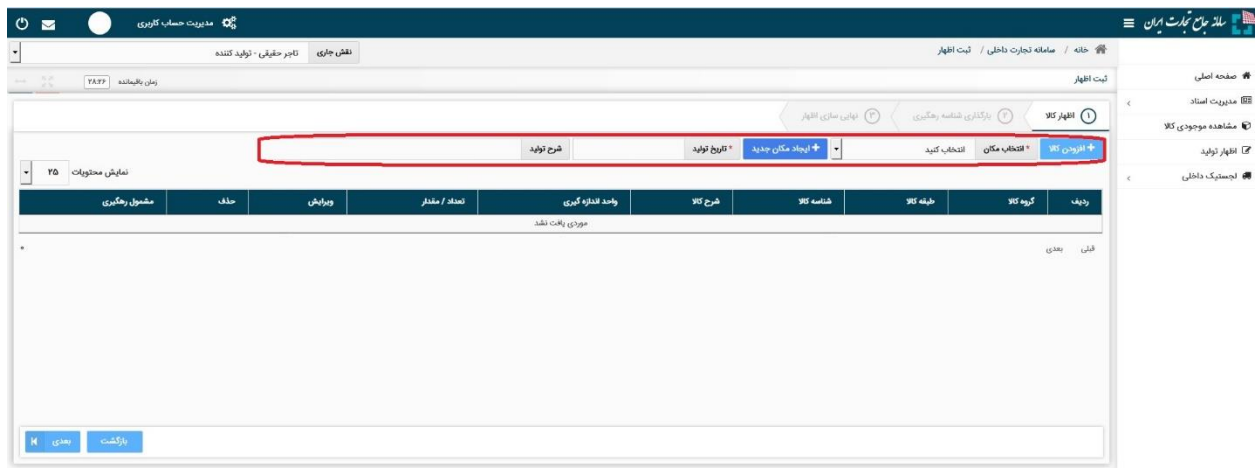 سامانه جامع تجارت ایران
مدیریت حساب کاربری
خانه / سامانه تجارت داخلی / ثبت اظهار
نقش جاری تاجر حقیقی - تولید کننده
ثبت اظهار
زمان باقیمانده ۲۸:۲۶
صفحه اصلی
مدیریت اسناد
مشاهده موجودی کالا
اظهار تولید
لجستیک داخلی
۱ اظهار کالا
۲ بارگذاری شناسه رهگیری
۳ نهایی سازی اظهار
+ افزودن کالا * انتخاب مکان انتخاب کنید + ایجاد مکان جدید * تاریخ تولید شرح تولید
نمایش محتویات ۲۵
ردیف گروه کالا طبقه کالا شناسه کالا شرح کالا واحد اندازه گیری تعداد / مقدار ویرایش حذف مشمول رهگیری
موردی یافت نشد
قبلی بعدی
بازگشت بعدی